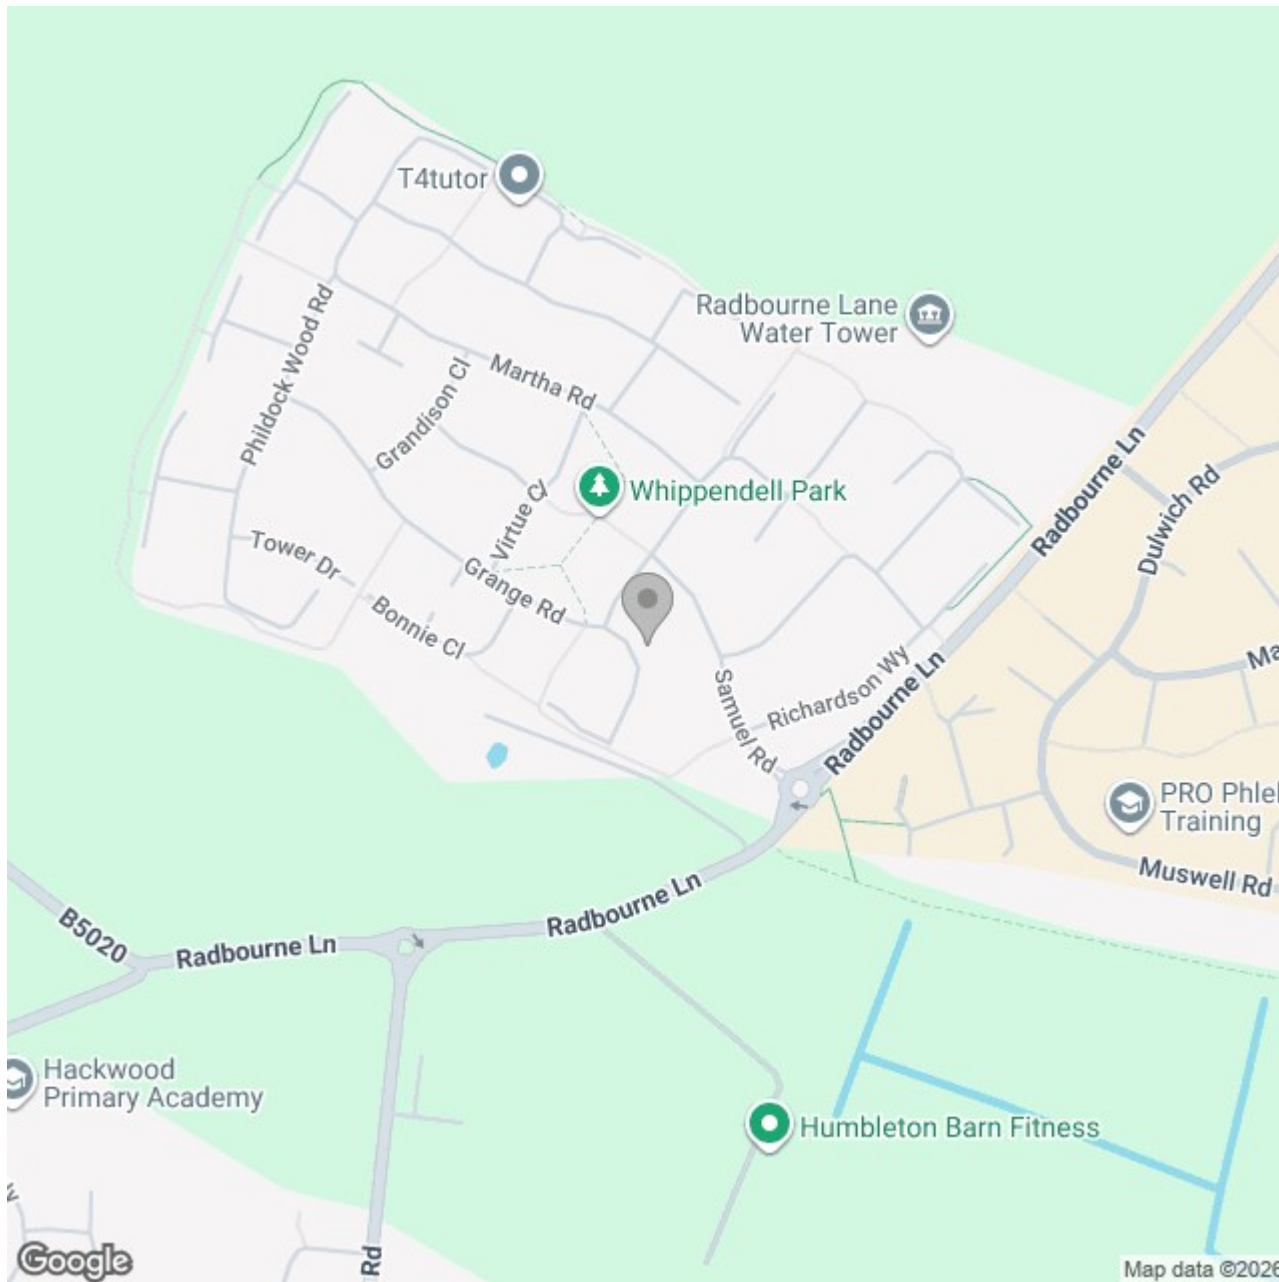 T4tutor
Radbourne Lane
Water Tower
Phildock Wood Rd
Martha Rd
Grandison Cl
Whippendell Park
Radbourne Ln
Dulwich Rd
Virtue Cl
Tower Dr
Grange Rd
Bonnie Cl
Samuel Rd
Richardson Wy
Radbourne Ln
Ma
PRO Phle
Training
Muswell Rd
Radbourne Ln
B5020
Radbourne Ln
Hackwood
Primary Academy
Humbleton Barn Fitness
Rd
Google
Map data ©2026